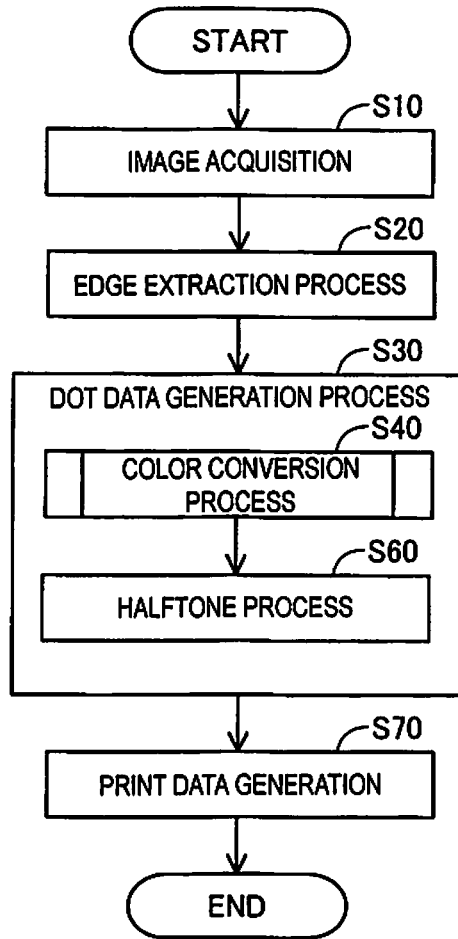 START
S10
IMAGE ACQUISITION
S20
EDGE EXTRACTION PROCESS
S30
DOT DATA GENERATION PROCESS
S40
COLOR CONVERSION
PROCESS
S60
HALFTONE PROCESS
S70
PRINT DATA GENERATION
END